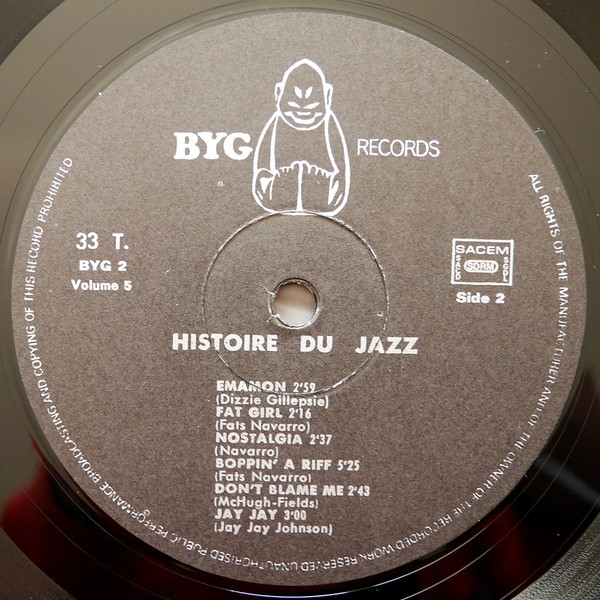 BYG RECORDS
33 T.
BYG 2
Volume 5
SACEM
SACD SDRM SGDL
Side 2
HISTOIRE DU JAZZ
EMAMON 2'59
(Dizzie Gillepsie)
FAT GIRL 2'16
(Fats Navarro)
NOSTALGIA 2'37
(Navarro)
BOPPIN' A RIFF 5'25
(Fats Navarro)
DON'T BLAME ME 2'43
(McHugh-Fields)
JAY JAY 3'00
(Jay Jay Johnson)
ALL RIGHTS OF THE MANUFACTURER AND OF THE OWNER OF THE RECORDED WORK RESERVED UNAUTHORISED PUBLIC PERFORMANCE BROADCASTING AND COPYING OF THIS RECORD PROHIBITED